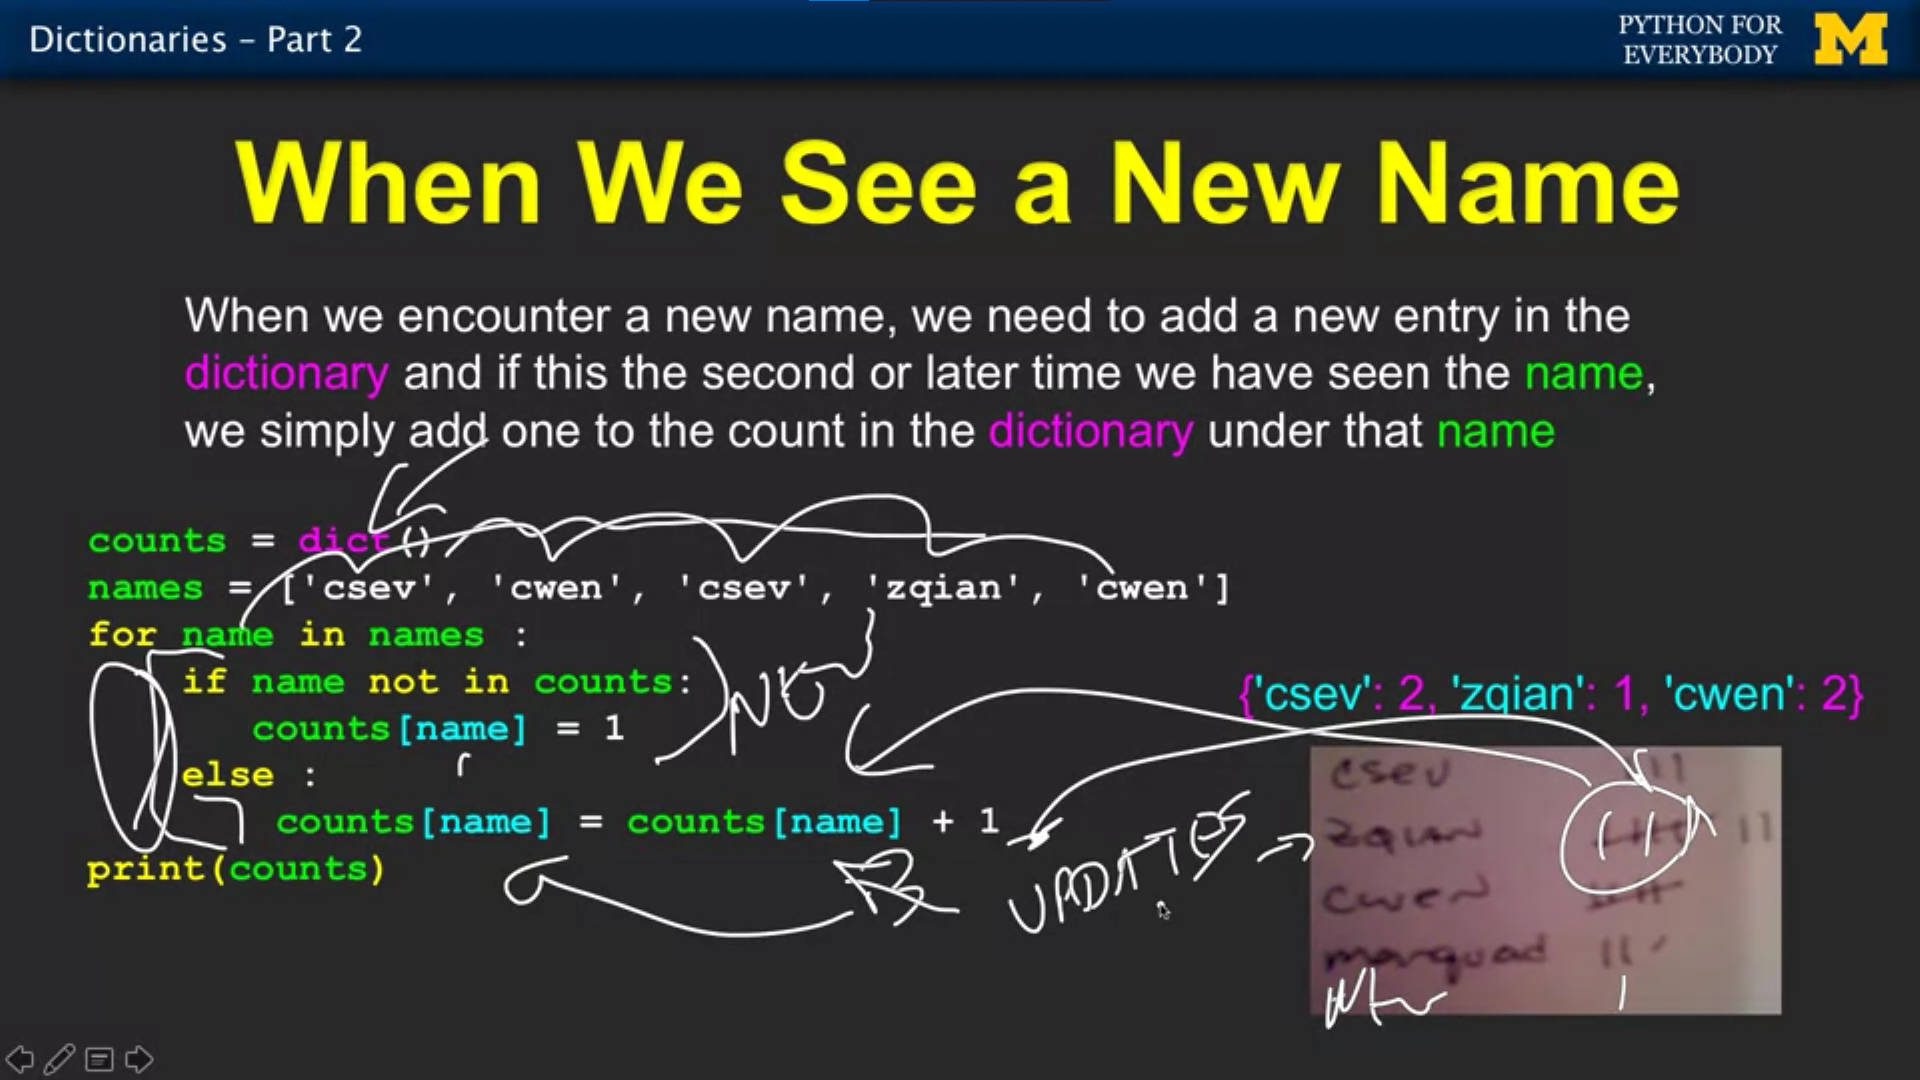 Dictionaries – Part 2
PYTHON FOR
EVERYBODY
M
When We See a New Name
When we encounter a new name, we need to add a new entry in the
dictionary and if this the second or later time we have seen the name,
we simply add one to the count in the dictionary under that name
counts = dict()
names = ['csev', 'cwen', 'csev', 'zqian', 'cwen']
for name in names :
if name not in counts:
counts[name] = 1
else :
counts[name] = counts[name] + 1
print(counts)
NEW
UPDATES
{'csev': 2, 'zqian': 1, 'cwen': 2}
csev
zqian
cwen
marquad